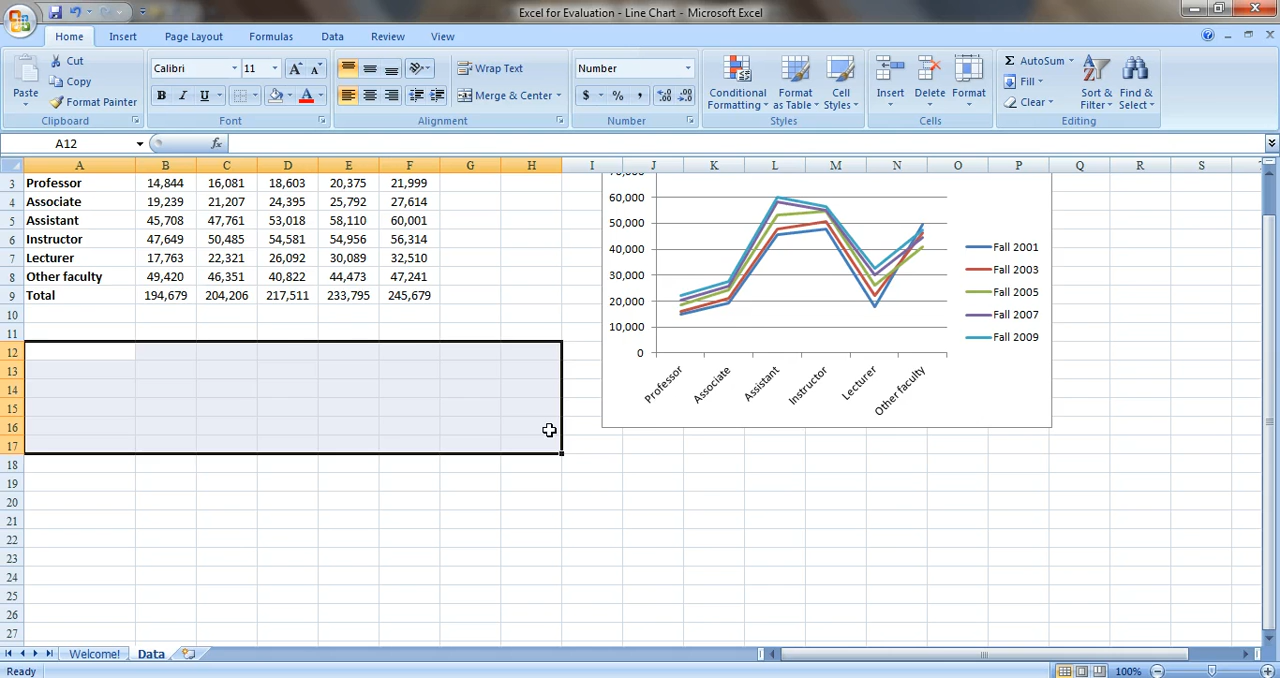 Excel for Evaluation - Line Chart - Microsoft Excel
Home Insert Page Layout Formulas Data Review View
Paste Cut Copy Format Painter Clipboard
Calibri 11 B I U A Font
Wrap Text Merge & Center Alignment
Number $ % , Number
Conditional Formatting Format as Table Cell Styles Styles
Insert Delete Format Cells
Σ AutoSum Fill Clear Sort & Filter Find & Select Editing
A12 fx
A B C D E F G H I J K L M N O P Q R S
3 Professor 14,844 16,081 18,603 20,375 21,999
4 Associate 19,239 21,207 24,395 25,792 27,614
5 Assistant 45,708 47,761 53,018 58,110 60,001
6 Instructor 47,649 50,485 54,581 54,956 56,314
7 Lecturer 17,763 22,321 26,092 30,089 32,510
8 Other faculty 46,351 40,822 44,473 47,241
9 Total 194,672 204,206 217,511 233,795 245,679
10
11
12
13
14
15
16
17
18
19
20
21
22
23
24
25
26
27
60,000
50,000
40,000
30,000
20,000
10,000
0
Professor Associate Assistant Instructor Lecturer Other faculty
Fall 2001
Fall 2003
Fall 2005
Fall 2007
Fall 2009
Welcome! Data
Ready 100%